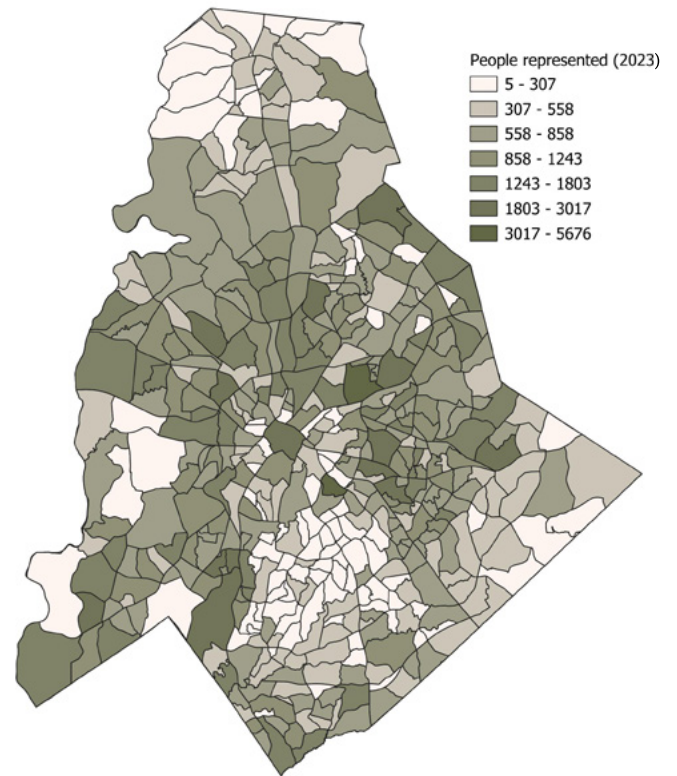 People represented (2023)
5 - 307
307 - 558
558 - 858
858 - 1243
1243 - 1803
1803 - 3017
3017 - 5676